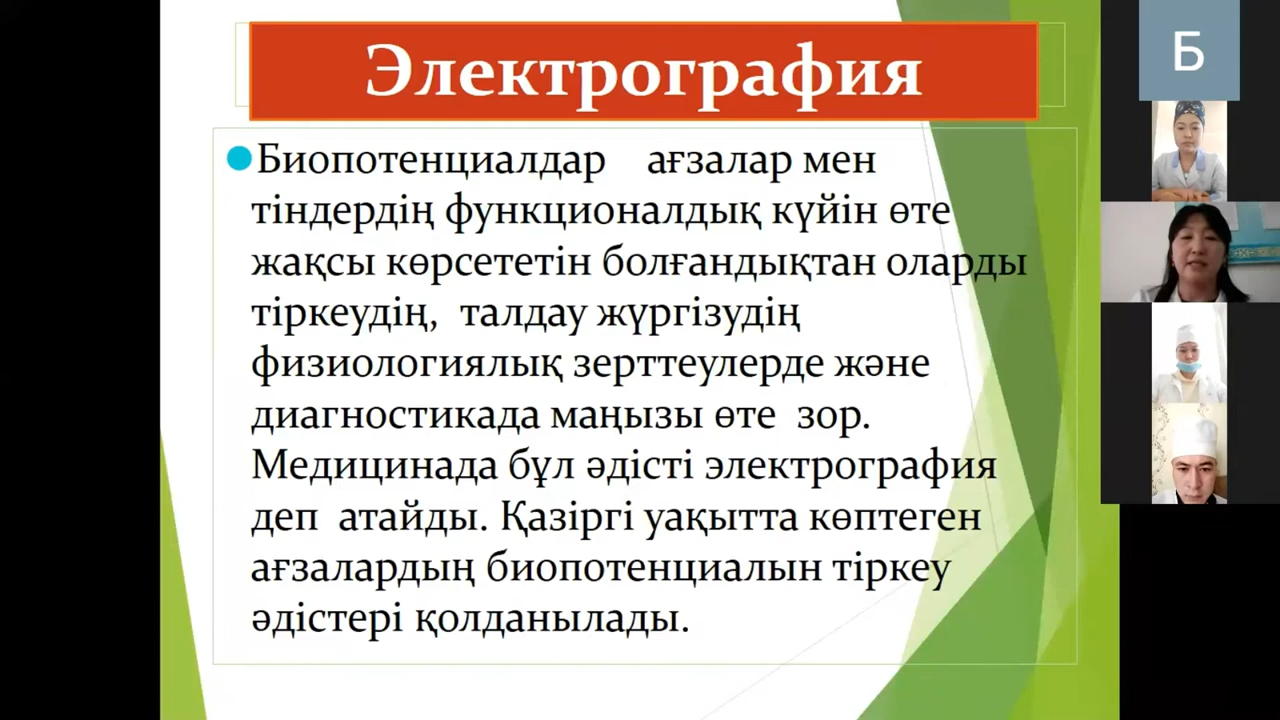 Электрография
Биопотенциалдар ағзалар мен
тіндердің функционалдық күйін өте
жақсы көрсететін болғандықтан оларды
тіркеудің, талдау жүргізудің
физиологиялық зерттеулерде және
диагностикада маңызы өте зор.
Медицинада бұл әдісті электрография
деп атайды. Қазіргі уақытта көптеген
ағзалардың биопотенциалын тіркеу
әдістері қолданылады.
Б